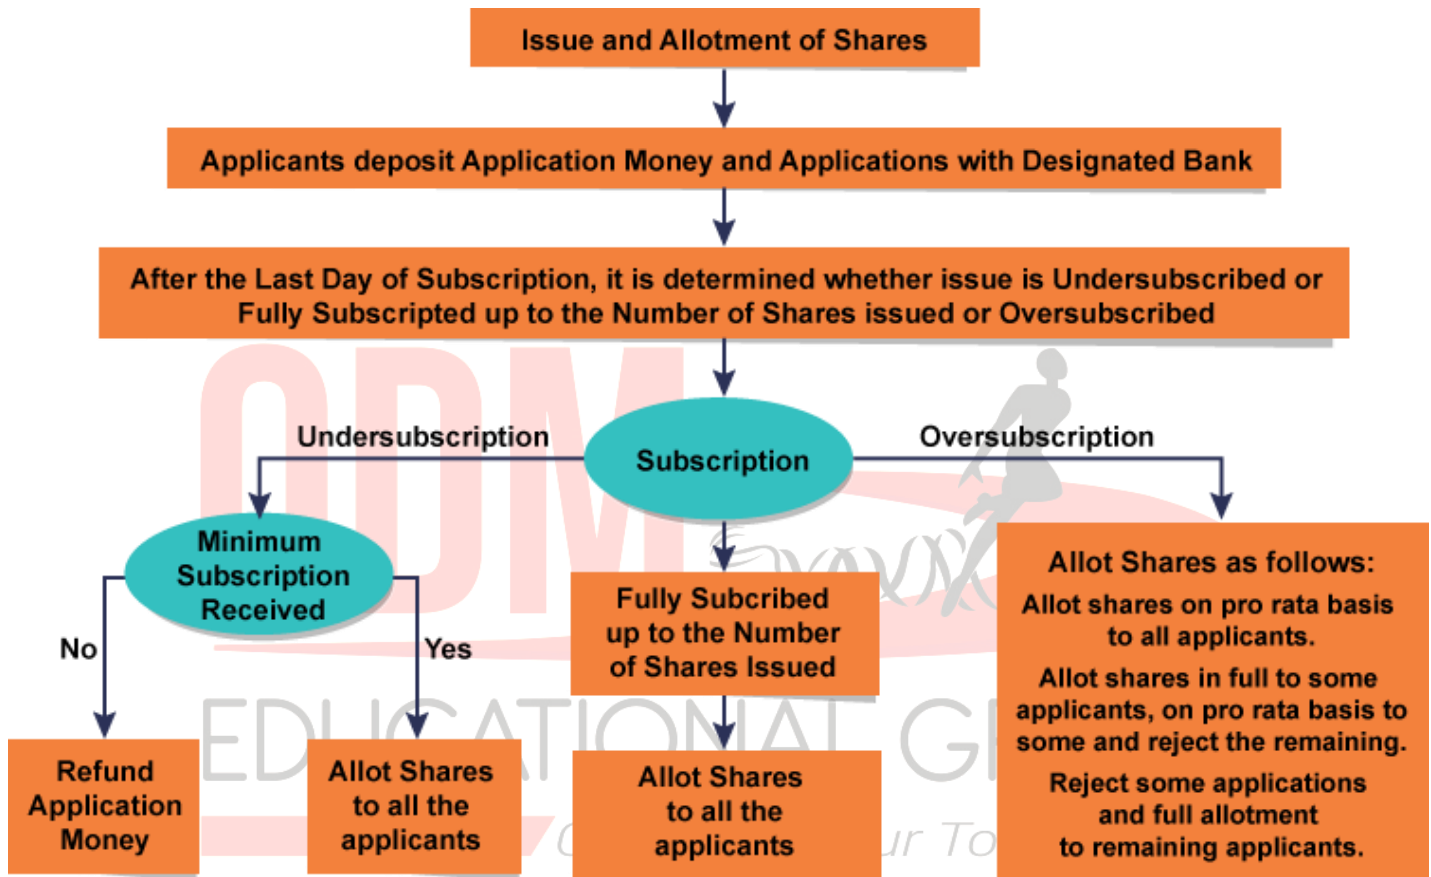 Issue and Allotment of Shares
Applicants deposit Application Money and Applications with Designated Bank
After the Last Day of Subscription, it is determined whether issue is Undersubscribed or
Fully Subscripted up to the Number of Shares issued or Oversubscribed
Undersubscription
Subscription
Oversubscription
Minimum
Subscription
Received
No
Yes
Refund
Application
Money
Allot Shares
to all the
applicants
Fully Subcribed
up to the Number
of Shares Issued
Allot Shares
to all the
applicants
Allot Shares as follows:
Allot shares on pro rata basis
to all applicants.
Allot shares in full to some
applicants, on pro rata basis to
some and reject the remaining.
Reject some applications
and full allotment
to remaining applicants.
ODM
EDUCATIONAL